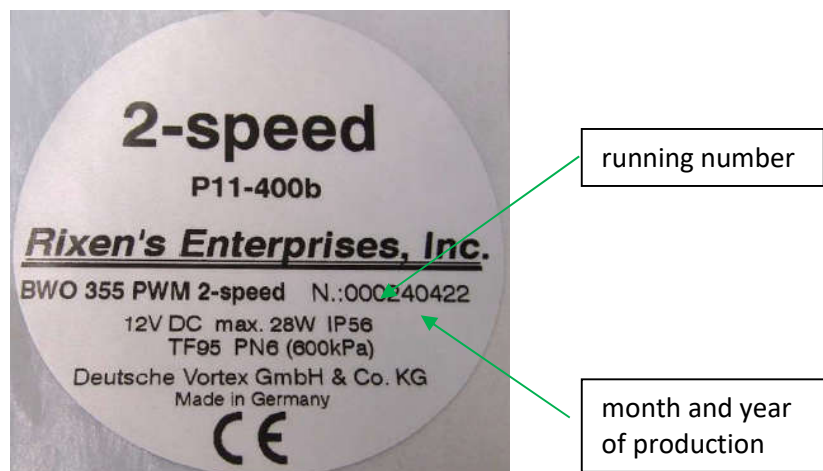 2-speed
P11-400b
Rixen's Enterprises, Inc.
BWO 355 PWM 2-speed N.:000240422
12V DC max. 28W IP56
TF95 PN6 (600kPa)
Deutsche Vortex GmbH & Co. KG
Made in Germany
CE
running number
month and year
of production